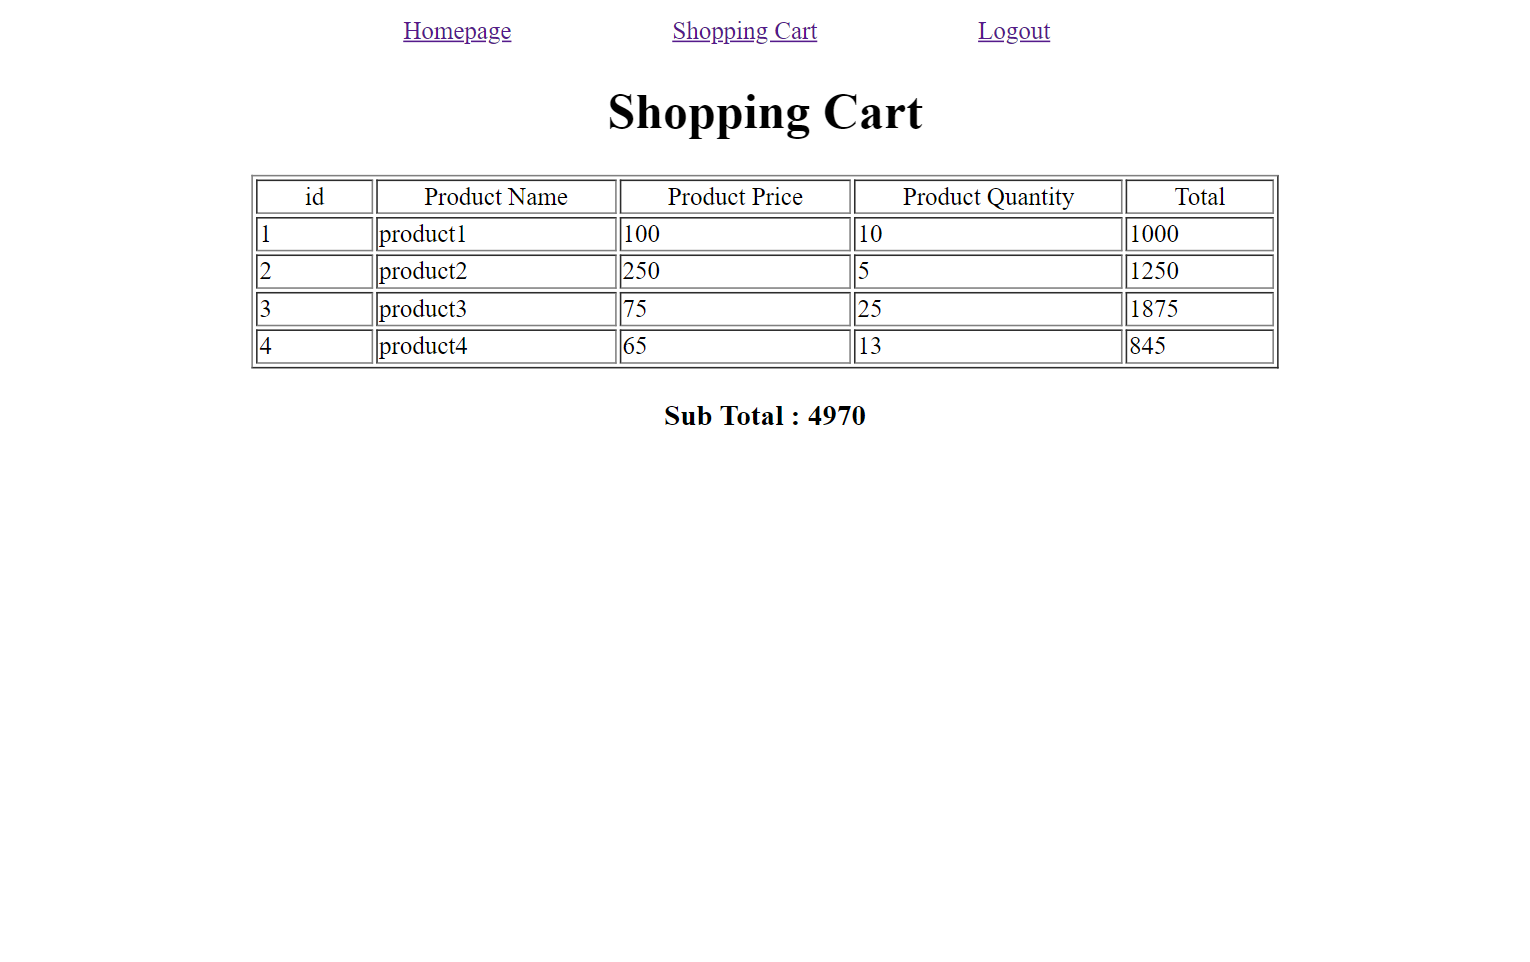 Homepage Shopping Cart Logout
Shopping Cart
id Product Name Product Price Product Quantity Total
1 product1 100 10 1000
2 product2 250 5 1250
3 product3 75 25 1875
4 product4 65 13 845
Sub Total : 4970